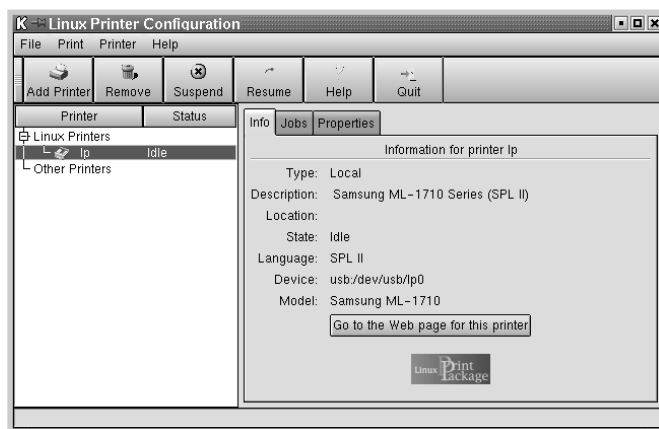 K Linux Printer Configuration
File Print Printer Help
Add Printer Remove Suspend Resume Help Quit
Printer Status
Info Jobs Properties
Linux Printers
lp Idle
Other Printers
Information for printer lp
Type: Local
Description: Samsung ML-1710 Series (SPL II)
Location:
State: Idle
Language: SPL II
Device: usb:/dev/usb/lp0
Model: Samsung ML-1710
Go to the Web page for this printer
Linux Print Package